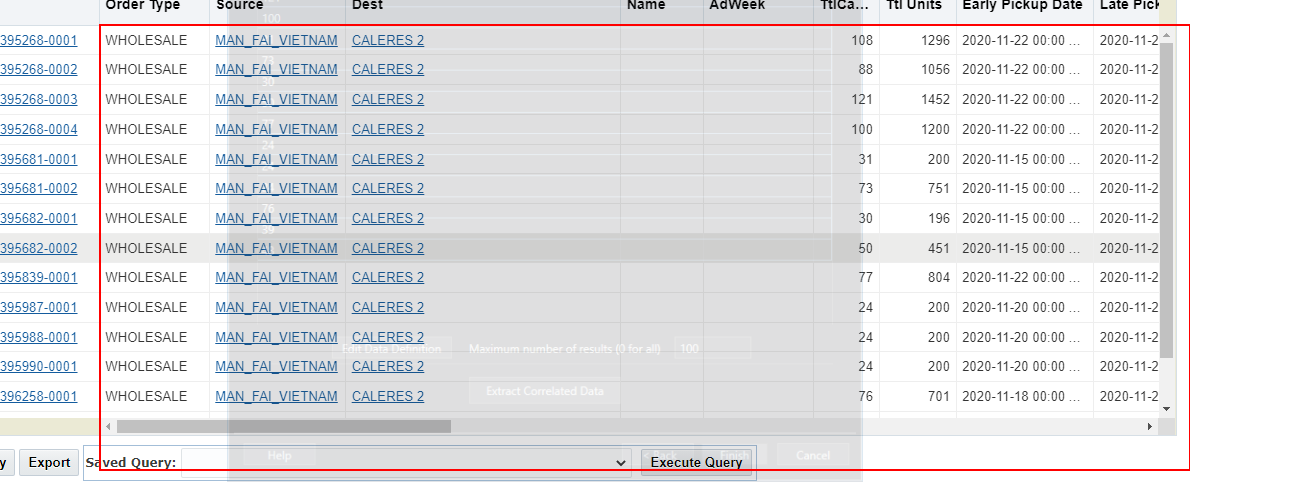 Order Type Source Dest Name AdWeek TtlCa... Ttl Units Early Pickup Date Late Pick
395268-0001 WHOLESALE MAN_FAI_VIETNAM CALERES 2 108 1296 2020-11-22 00:00 ... 2020-11-2
395268-0002 WHOLESALE MAN_FAI_VIETNAM CALERES 2 88 1056 2020-11-22 00:00 ... 2020-11-2
395268-0003 WHOLESALE MAN_FAI_VIETNAM CALERES 2 121 1452 2020-11-22 00:00 ... 2020-11-2
395268-0004 WHOLESALE MAN_FAI_VIETNAM CALERES 2 100 1200 2020-11-22 00:00 ... 2020-11-2
395681-0001 WHOLESALE MAN_FAI_VIETNAM CALERES 2 31 200 2020-11-15 00:00 ... 2020-11-2
395681-0002 WHOLESALE MAN_FAI_VIETNAM CALERES 2 73 751 2020-11-15 00:00 ... 2020-11-2
395682-0001 WHOLESALE MAN_FAI_VIETNAM CALERES 2 30 196 2020-11-15 00:00 ... 2020-11-2
395682-0002 WHOLESALE MAN_FAI_VIETNAM CALERES 2 50 451 2020-11-15 00:00 ... 2020-11-2
395839-0001 WHOLESALE MAN_FAI_VIETNAM CALERES 2 77 804 2020-11-22 00:00 ... 2020-11-2
395987-0001 WHOLESALE MAN_FAI_VIETNAM CALERES 2 24 200 2020-11-20 00:00 ... 2020-11-2
395988-0001 WHOLESALE MAN_FAI_VIETNAM CALERES 2 24 200 2020-11-20 00:00 ... 2020-11-2
Edit Data Definition Maximum number of results (0 for all) 100
395990-0001 WHOLESALE MAN_FAI_VIETNAM CALERES 2 24 200 2020-11-20 00:00 ... 2020-11-2
Extract Correlated Data
396258-0001 WHOLESALE MAN_FAI_VIETNAM CALERES 2 76 701 2020-11-18 00:00 ... 2020-11-2
Help < Back Finish Cancel
y Export Saved Query: Execute Query